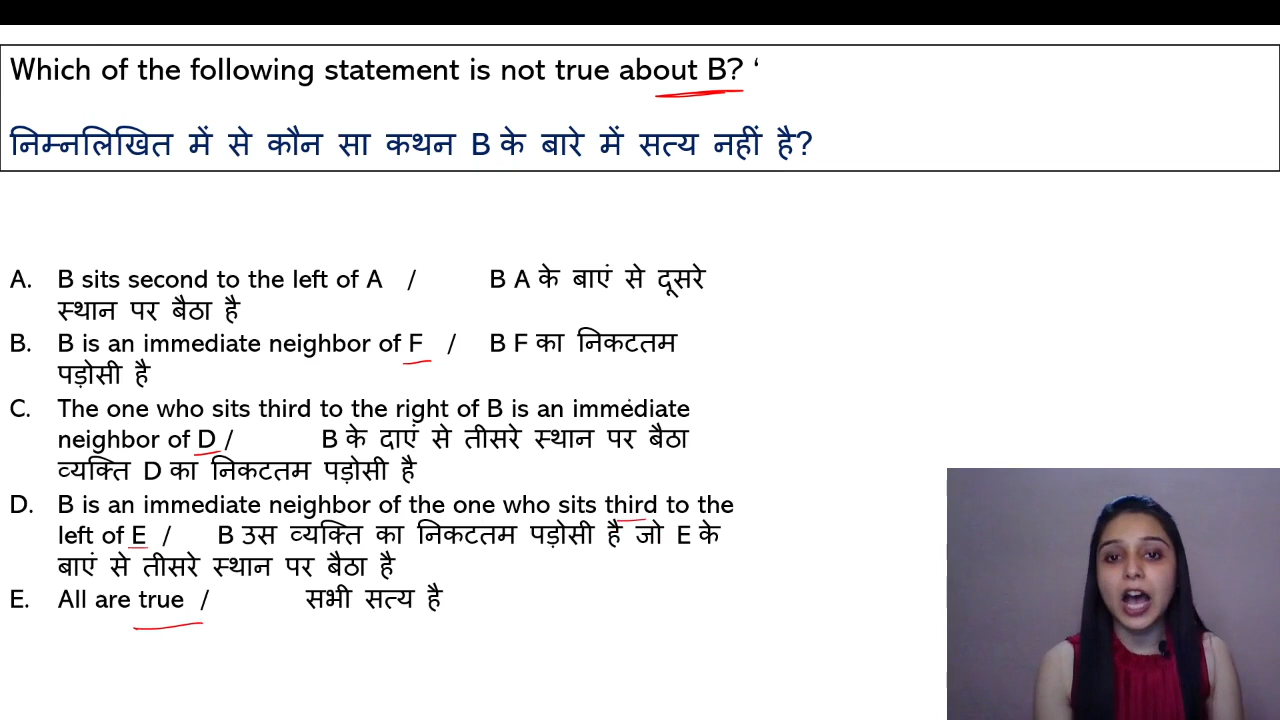 Which of the following statement is not true about B? ‘
निम्नलिखित में से कौन सा कथन B के बारे में सत्य नहीं है?
A. B sits second to the left of A / B A के बाएं से दूसरे
स्थान पर बैठा है
B. B is an immediate neighbor of F / B F का निकटतम
पड़ोसी है
C. The one who sits third to the right of B is an immediate
neighbor of D / B के दाएं से तीसरे स्थान पर बैठा
व्यक्ति D का निकटतम पड़ोसी है
D. B is an immediate neighbor of the one who sits third to the
left of E / B उस व्यक्ति का निकटतम पड़ोसी है जो E के
बाएं से तीसरे स्थान पर बैठा है
E. All are true / सभी सत्य है